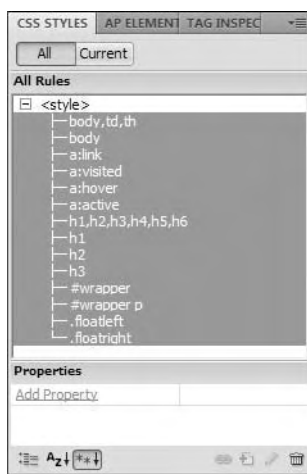 CSS STYLES AP ELEMENT TAG INSPEC
All Current
All Rules
<style>
body,td,th
body
a:link
a:visited
a:hover
a:active
h1,h2,h3,h4,h5,h6
h1
h2
h3
#wrapper
#wrapper p
.floatleft
.floatright
Properties
Add Property
Az↓ **↓